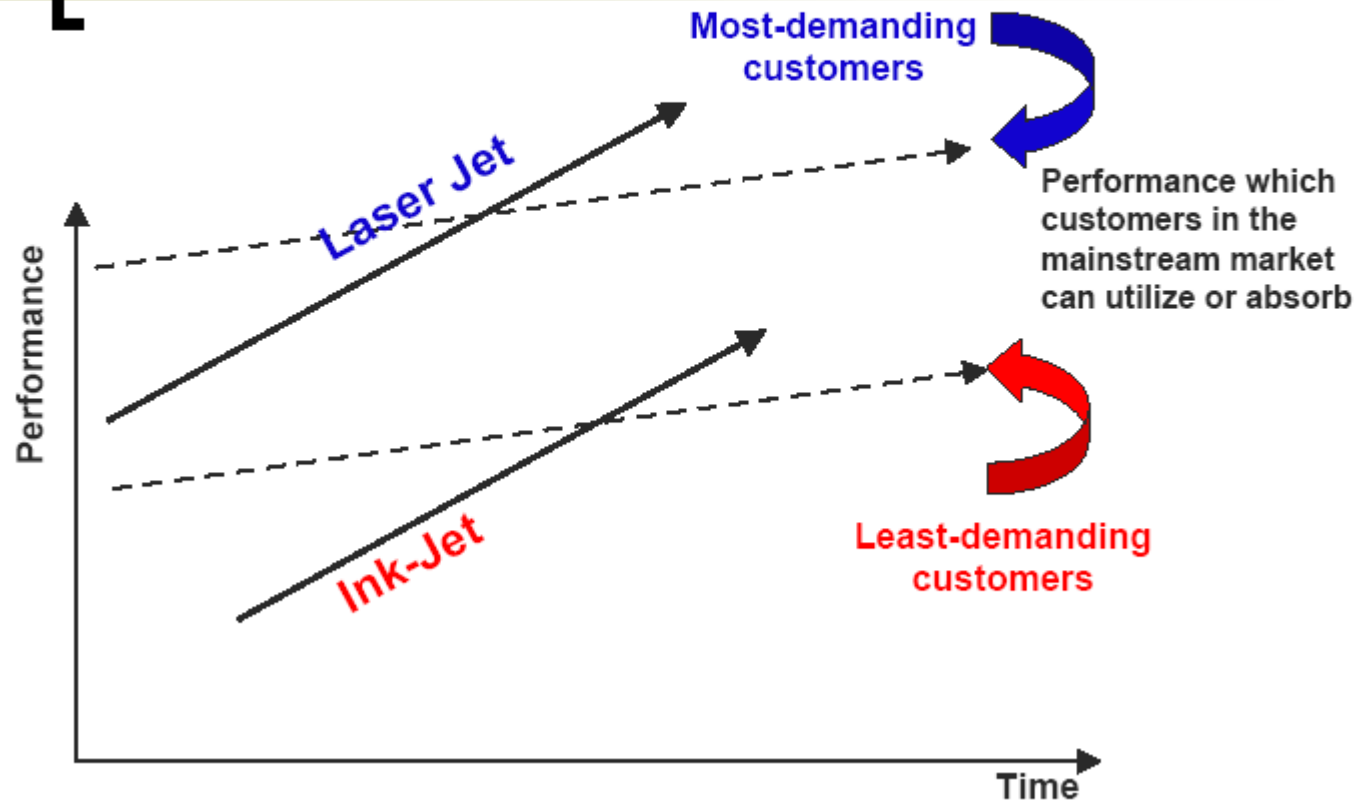 Most-demanding
customers
Laser Jet
Performance which
customers in the
mainstream market
can utilize or absorb
Performance
Ink-Jet
Least-demanding
customers
Time